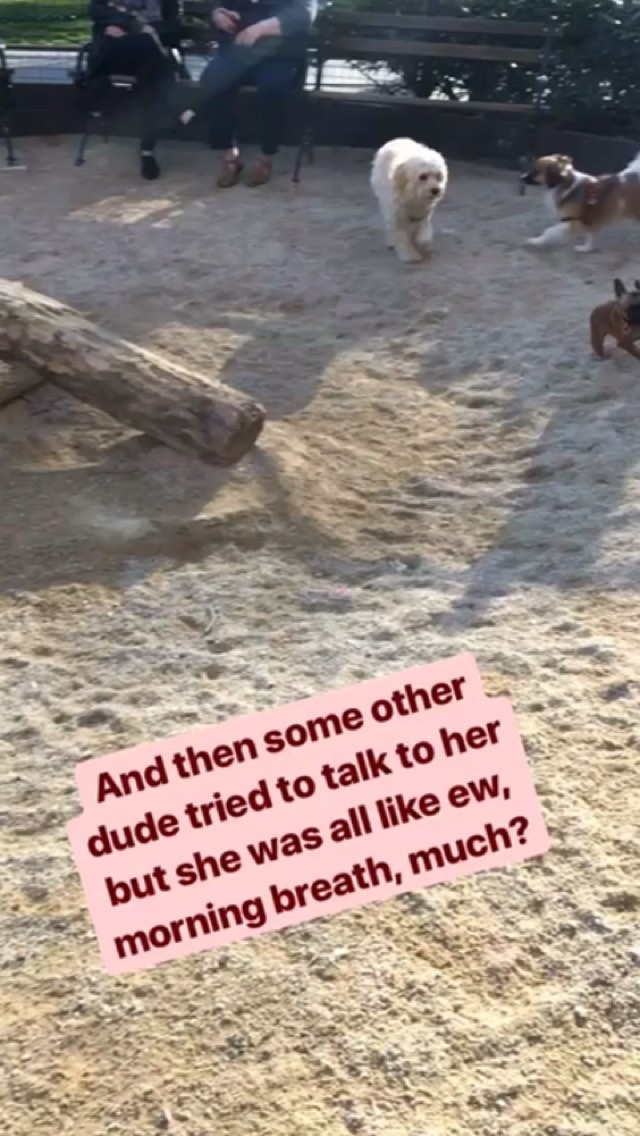 And then some other
dude tried to talk to her
but she was all like ew,
morning breath, much?